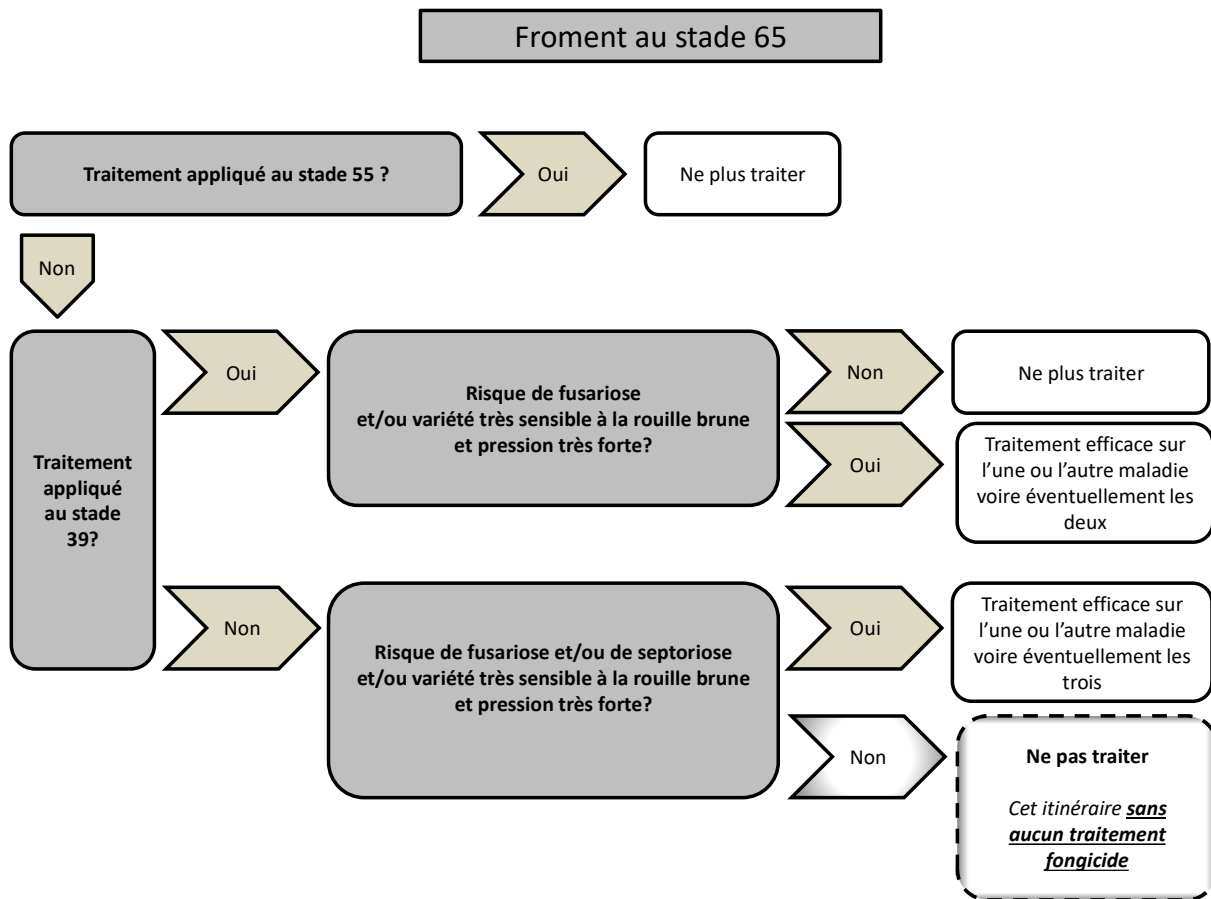 Froment au stade 65
Traitement appliqué au stade 55 ?
Oui
Ne plus traiter
Non
Traitement
appliqué
au stade
39?
Oui
Risque de fusariose
et/ou variété très sensible à la rouille brune
et pression très forte?
Non
Ne plus traiter
Oui
Traitement efficace sur
l’une ou l’autre maladie
voire éventuellement les
deux
Non
Risque de fusariose et/ou de septoriose
et/ou variété très sensible à la rouille brune
et pression très forte?
Oui
Traitement efficace sur
l’une ou l’autre maladie
voire éventuellement les
trois
Non
Ne pas traiter
Cet itinéraire sans
aucun traitement
fongicide